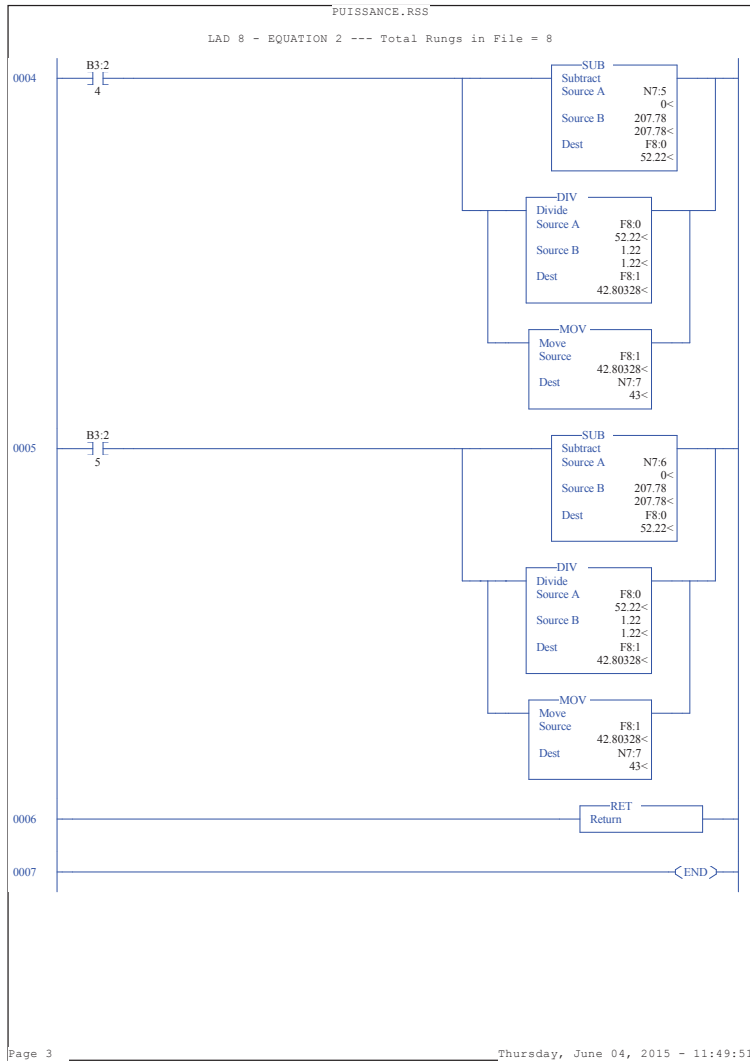 PUISSANCE.RSS
LAD 8 - EQUATION 2 --- Total Rungs in File = 8
0004
B3:2
4
SUB
Subtract
Source A N7:5
0<
Source B 207.78
207.78<
Dest F8:0
52.22<
DIV
Divide
Source A F8:0
52.22<
Source B 1.22
1.22<
Dest F8:1
42.80328<
MOV
Move
Source F8:1
42.80328<
Dest N7:7
43<
0005
B3:2
5
SUB
Subtract
Source A N7:6
0<
Source B 207.78
207.78<
Dest F8:0
52.22<
DIV
Divide
Source A F8:0
52.22<
Source B 1.22
1.22<
Dest F8:1
42.80328<
MOV
Move
Source F8:1
42.80328<
Dest N7:7
43<
0006
RET
Return
0007
END
Page 3 Thursday, June 04, 2015 - 11:49:51